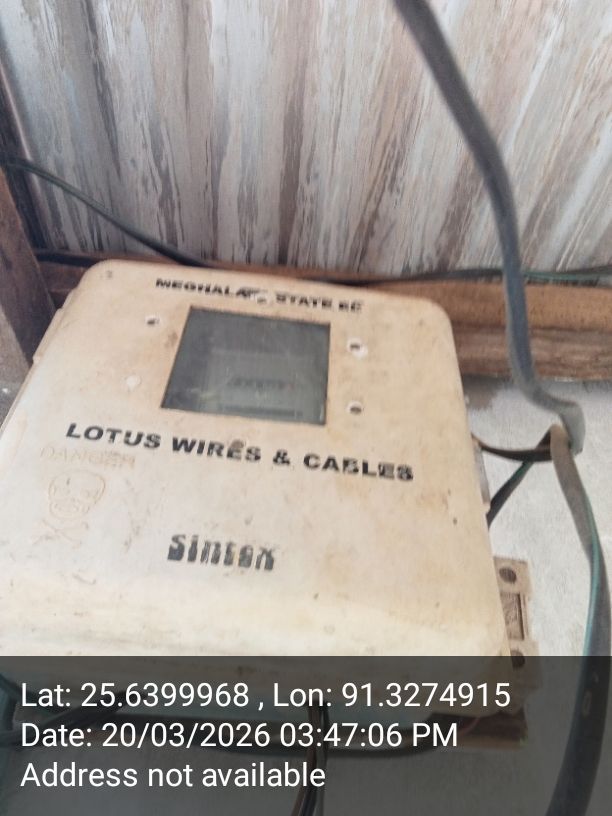 MEGHALAYA STATE EC
LOTUS WIRES & CABLES
DANGER
Sintex
Lat: 25.6399968 , Lon: 91.3274915
Date: 20/03/2026 03:47:06 PM
Address not available